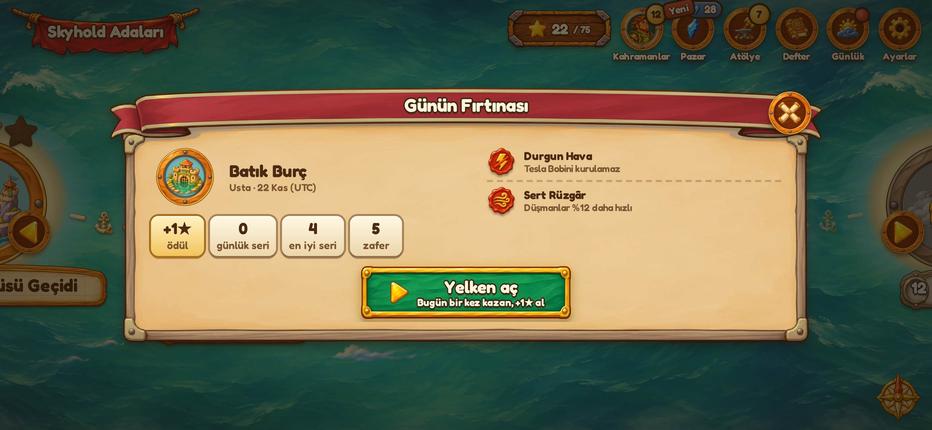 Skyhold Adaları
22 / 75
12
Yeni
28
7
Kahramanlar
Pazar
Atölye
Defter
Günlük
Ayarlar
Günün Fırtınası
Batık Burç
Usta · 22 Kas (UTC)
+1★
ödül
0
günlük seri
4
en iyi seri
5
zafer
Durgun Hava
Tesla Bobini kurulamaz
Sert Rüzgâr
Düşmanlar %12 daha hızlı
Yelken aç
Bugün bir kez kazan, +1★ al
Geçidi
12